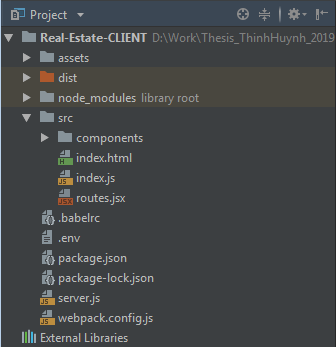 Project
Real-Estate-CLIENT D:\Work\Thesis_ThinhHuynh_2019
assets
dist
node_modules library root
src
components
index.html
index.js
routes.jsx
.babelrc
.env
package.json
package-lock.json
server.js
webpack.config.js
External Libraries